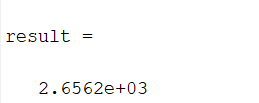 result =
2.6562e+03